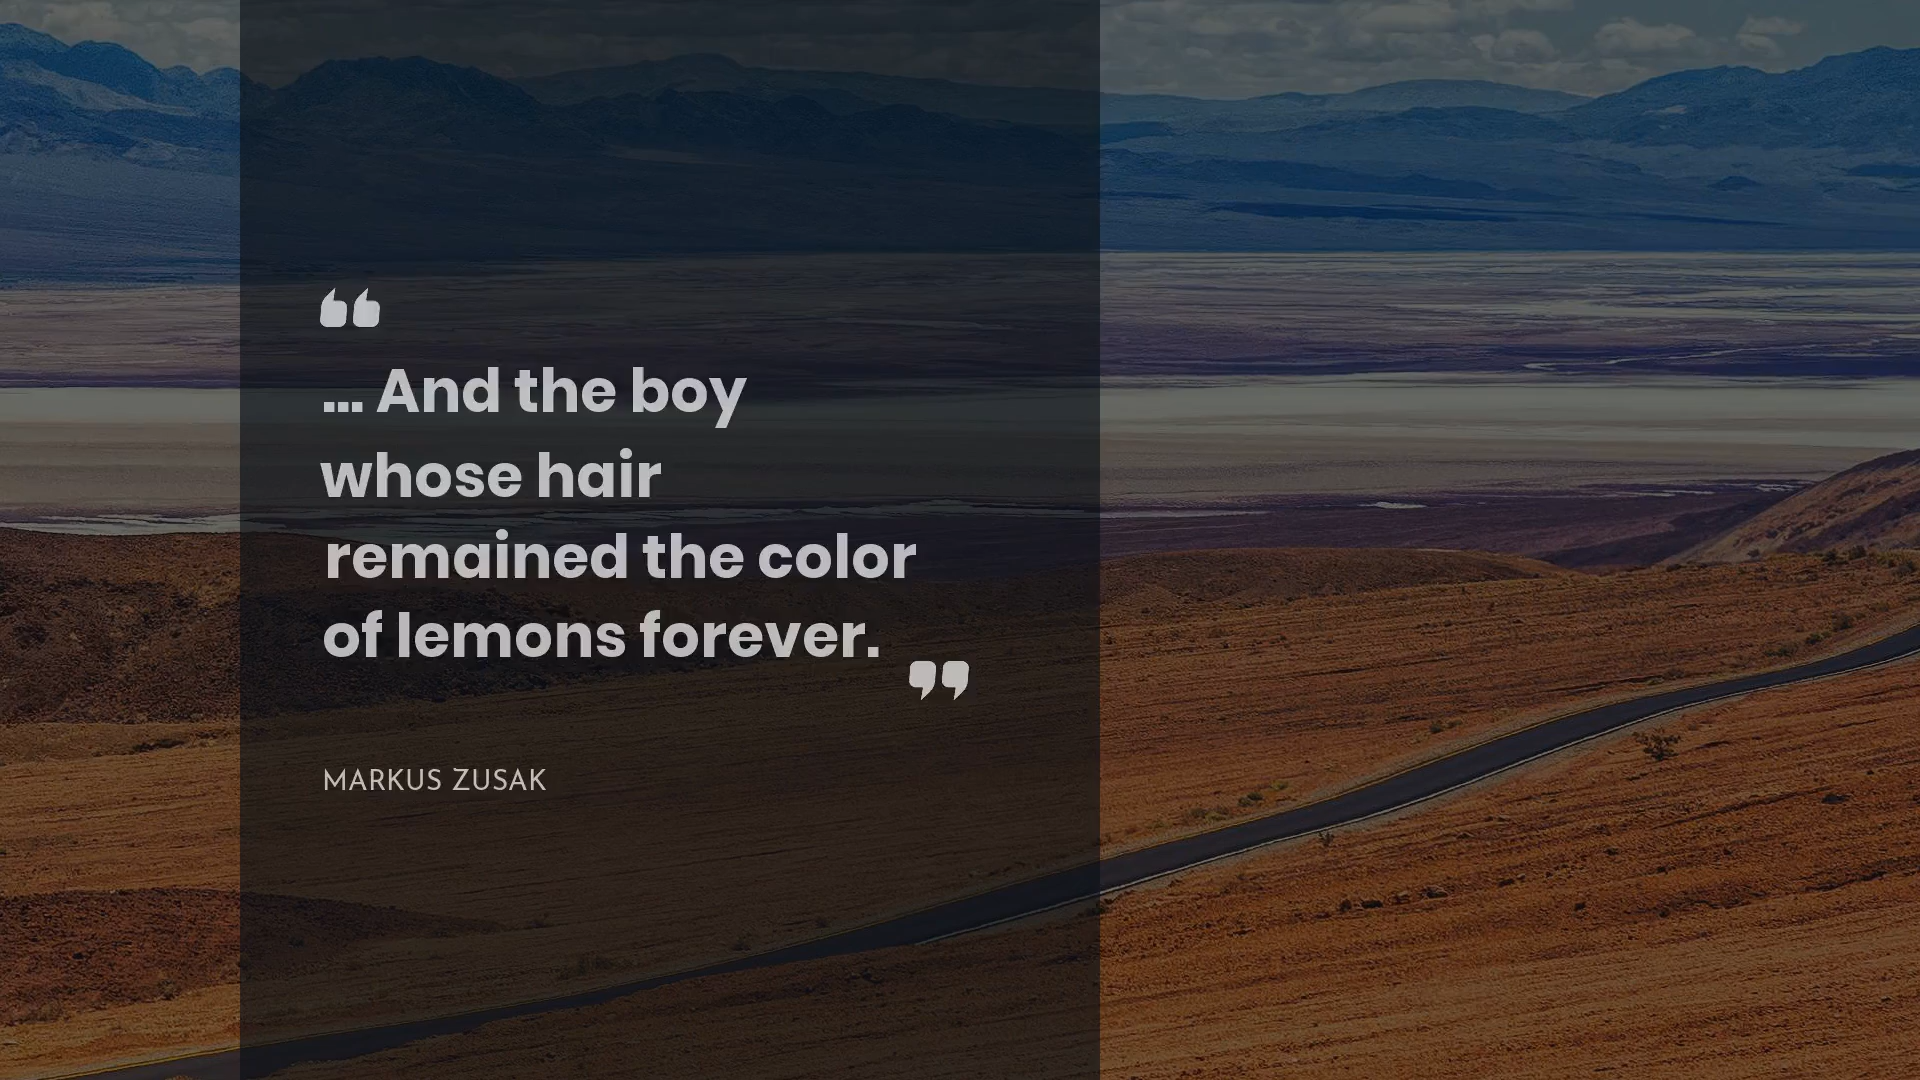 “
... And the boy
whose hair
remained the color
of lemons forever.
”
MARKUS ZUSAK